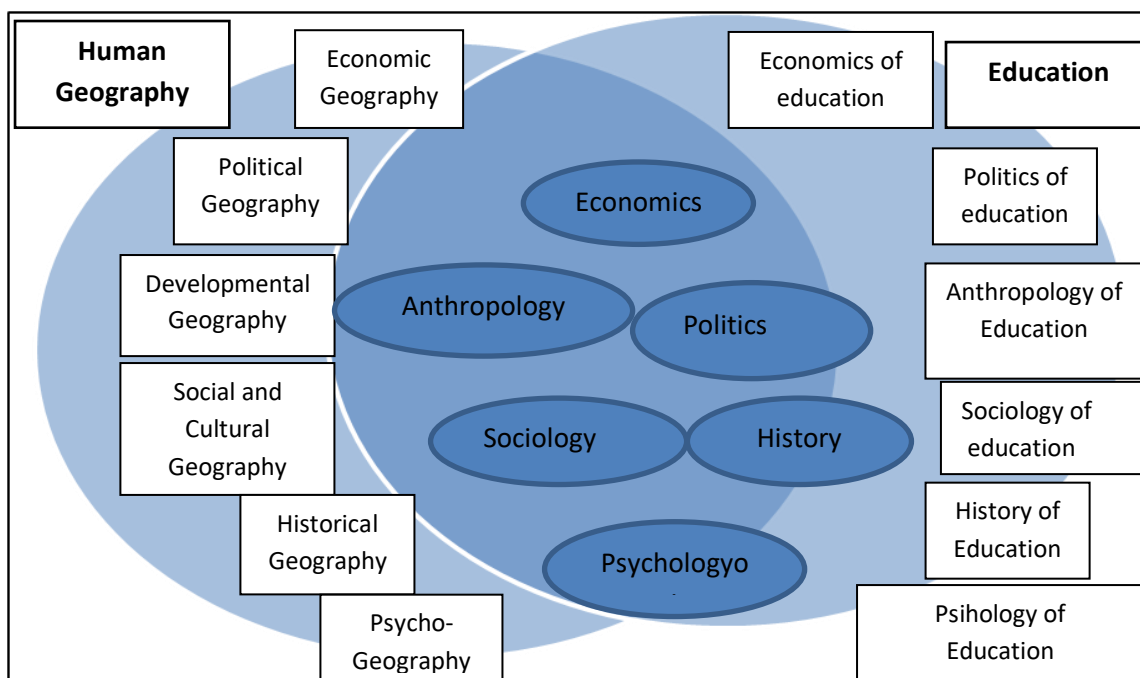 Human
Geography
Economic
Geography
Political
Geography
Developmental
Geography
Social and
Cultural
Geography
Historical
Geography
Psycho-
Geography
Economics
Anthropology
Politics
Sociology
History
Psychologyo
Economics of
education
Education
Politics of
education
Anthropology of
Education
Sociology of
education
History of
Education
Psihology of
Education